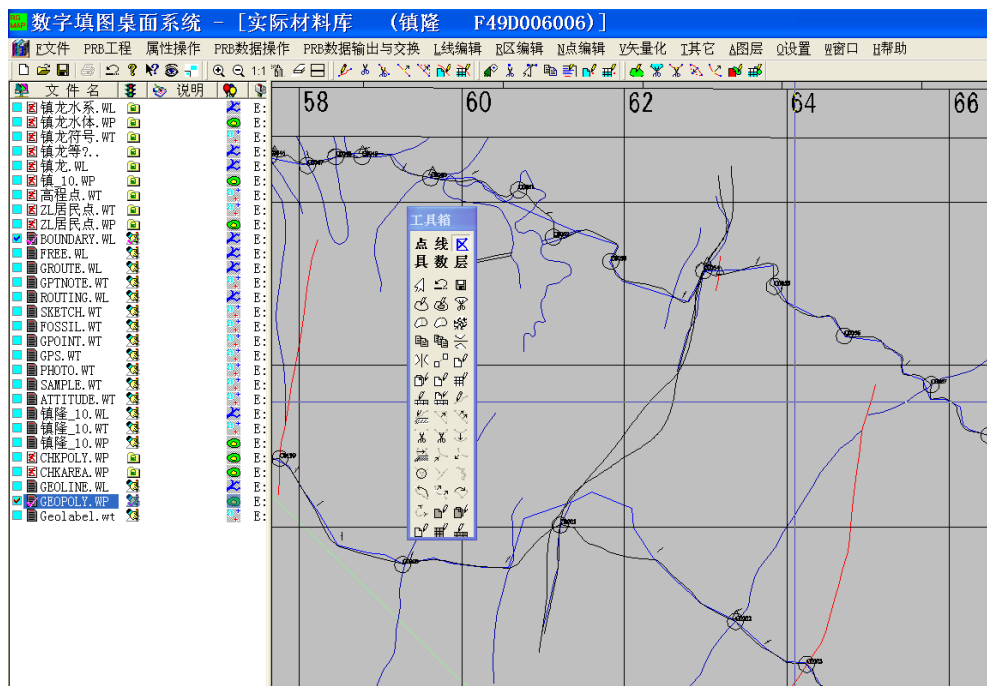 RG MAP 数字填图桌面系统 - [实际材料库 (镇隆 F49D006006)]
F文件 PRB工程 属性操作 PRB数据操作 PRB数据输出与交换 L线编辑 R区编辑 N点编辑 V矢量化 I其它 A图层 Q设置 W窗口 H帮助
1:1
文件名 说明
58 60 62 64 66
镇龙水系.WL E:
镇龙水体.WP E:
镇龙符号.WT E:
镇龙等?.. E:
镇龙.WL E:
镇_10.WP E:
高程点.WT E:
ZL居民点.WT E:
ZL居民点.WP E:
BOUNDARY.WL E:
FREE.WL E:
GROUTE.WL E:
GPTNOTE.WT E:
ROUTING.WL E:
SKETCH.WT E:
FOSSIL.WT E:
GPOINT.WT E:
GPS.WT E:
PHOTO.WT E:
SAMPLE.WT E:
ATTITUDE.WT E:
镇隆_10.WL E:
镇隆_10.WT E:
镇隆_10.WP E:
CHKPOLY.WP E:
CHKAREA.WP E:
GEOLINE.WL E:
GEOPOLY.WP E:
Geolabel.wt E:
工具箱
点 线 区
具 数 层